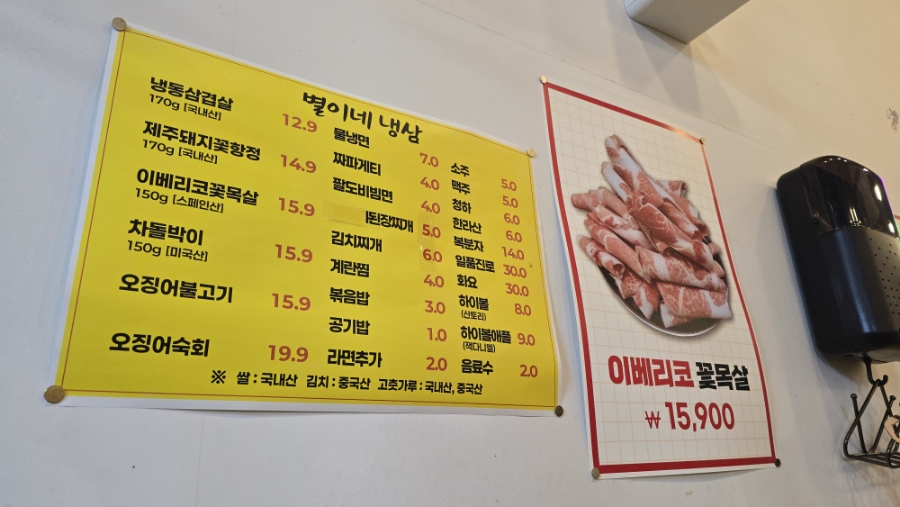 별이네 냉삼
냉동삼겹살 12.9
170g [국내산]
제주돼지꽃항정 14.9
170g [국내산]
이베리코꽃목살 15.9
150g [스페인산]
차돌박이 15.9
150g [미국산]
오징어불고기 15.9
오징어숙회 19.9
물냉면 7.0
짜파게티 4.0
팔도비빔면 4.0
된장찌개 5.0
김치찌개 6.0
계란찜 4.0
볶음밥 3.0
공기밥 1.0
라면추가 2.0
소주 5.0
맥주 5.0
청하 6.0
한라산 6.0
복분자 14.0
일품진로 30.0
화요 30.0
하이볼 8.0
(산토리)
하이볼애플 9.0
(잭다니엘)
음료수 2.0
※ 쌀 : 국내산 김치 : 중국산 고춧가루 : 국내산, 중국산
이베리코 꽃목살
₩ 15,900